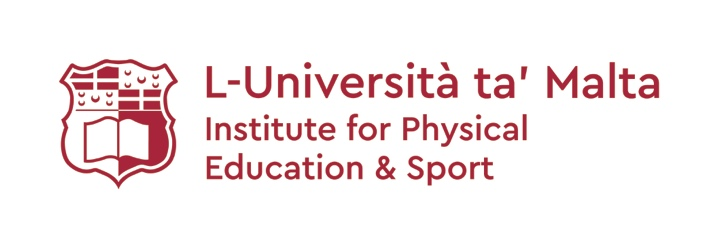 L-Università ta' Malta
Institute for Physical
Education & Sport